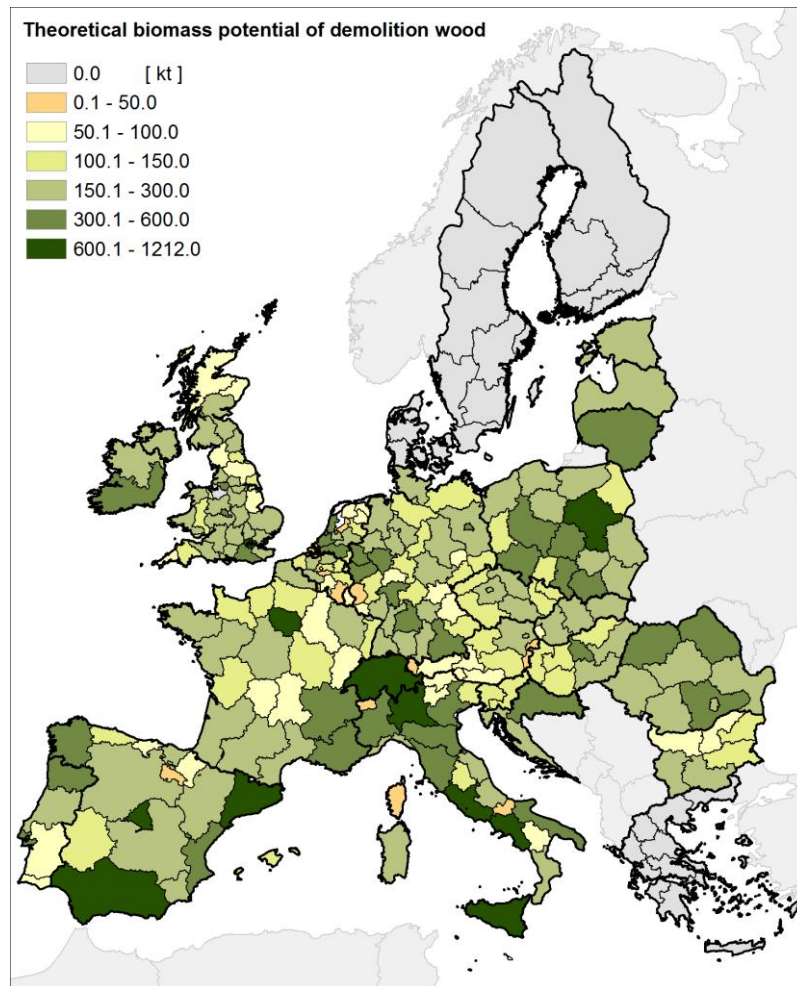 Theoretical biomass potential of demolition wood
0.0 [ kt ]
0.1 - 50.0
50.1 - 100.0
100.1 - 150.0
150.1 - 300.0
300.1 - 600.0
600.1 - 1212.0